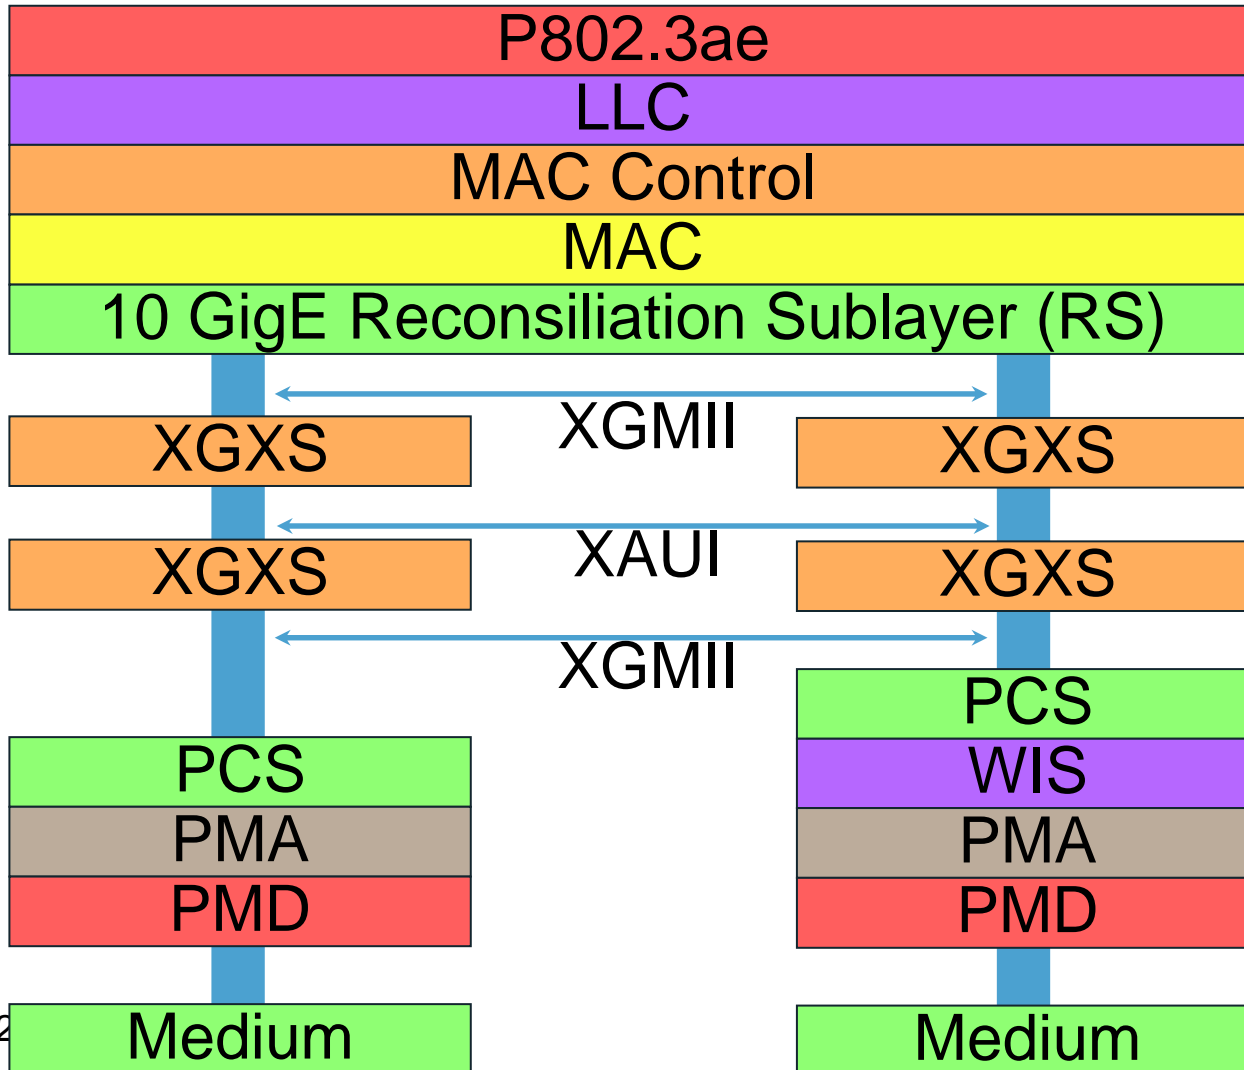 P802.3ae
LLC
MAC Control
MAC
10 GigE Reconsiliation Sublayer (RS)
XGMII
XGXS
XGXS
XAUI
XGXS
XGXS
XGMII
PCS
PCS
WIS
PMA
PMA
PMD
PMD
2
Medium
Medium